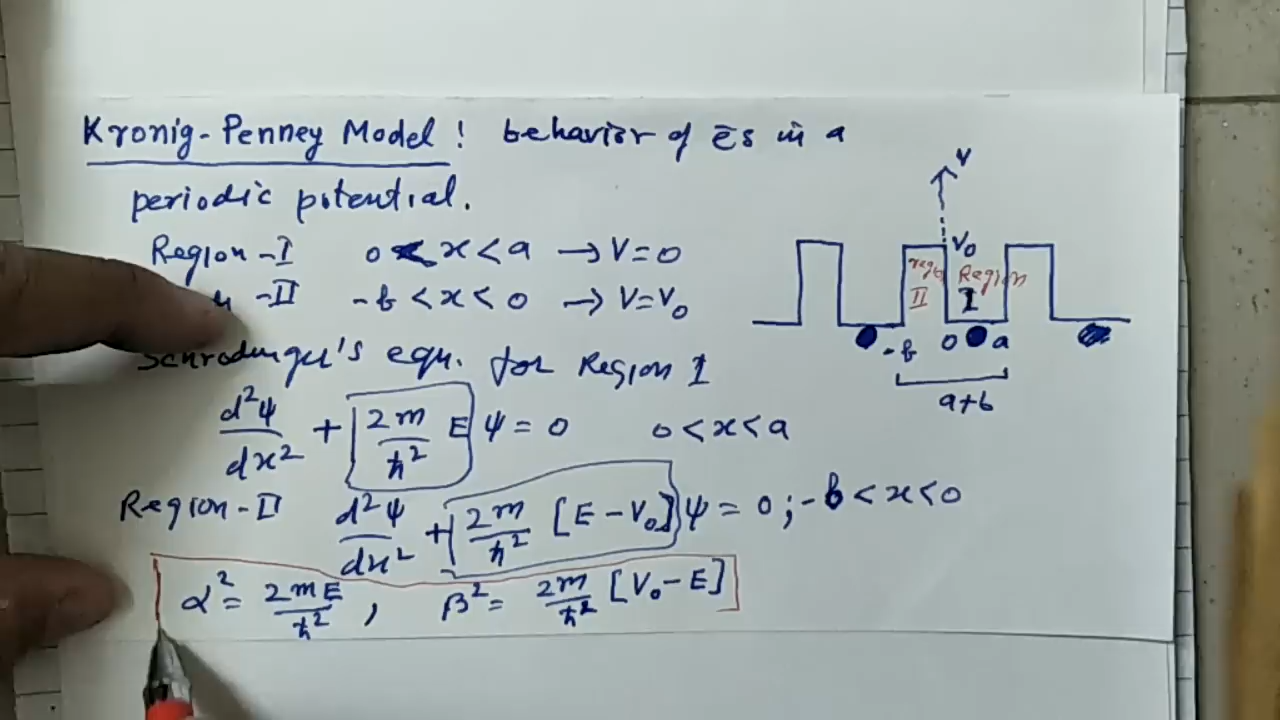 Kronig-Penney Model: behavior of ēs in a
periodic potential.
Region-I 0 < x < a → V=0
-II -b < x < 0 → V=V₀
Schrodinger's equ. for Region I
d²ψ/dx² + 2m/ħ² E ψ = 0 0 < x < a
Region-II d²ψ/dx² + 2m/ħ² [E-V₀] ψ = 0 ; -b < x < 0
α² = 2mE/ħ² , β² = 2m/ħ² [V₀-E]
V
V₀
II
Region
I
-b 0 a
a+b